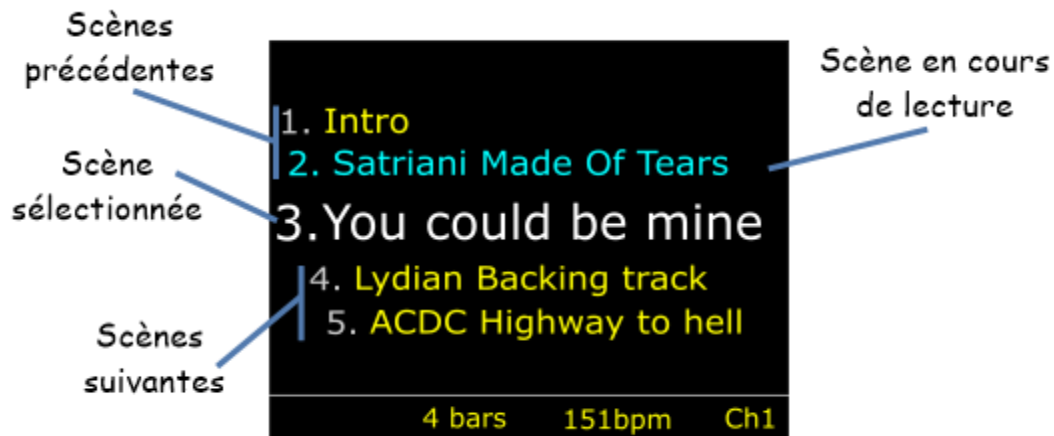 Scènes
précédentes
Scène
sélectionnée
Scènes
suivantes
1. Intro
2. Satriani Made Of Tears
3.You could be mine
4. Lydian Backing track
5. ACDC Highway to hell
4 bars 151bpm Ch1
Scène en cours
de lecture